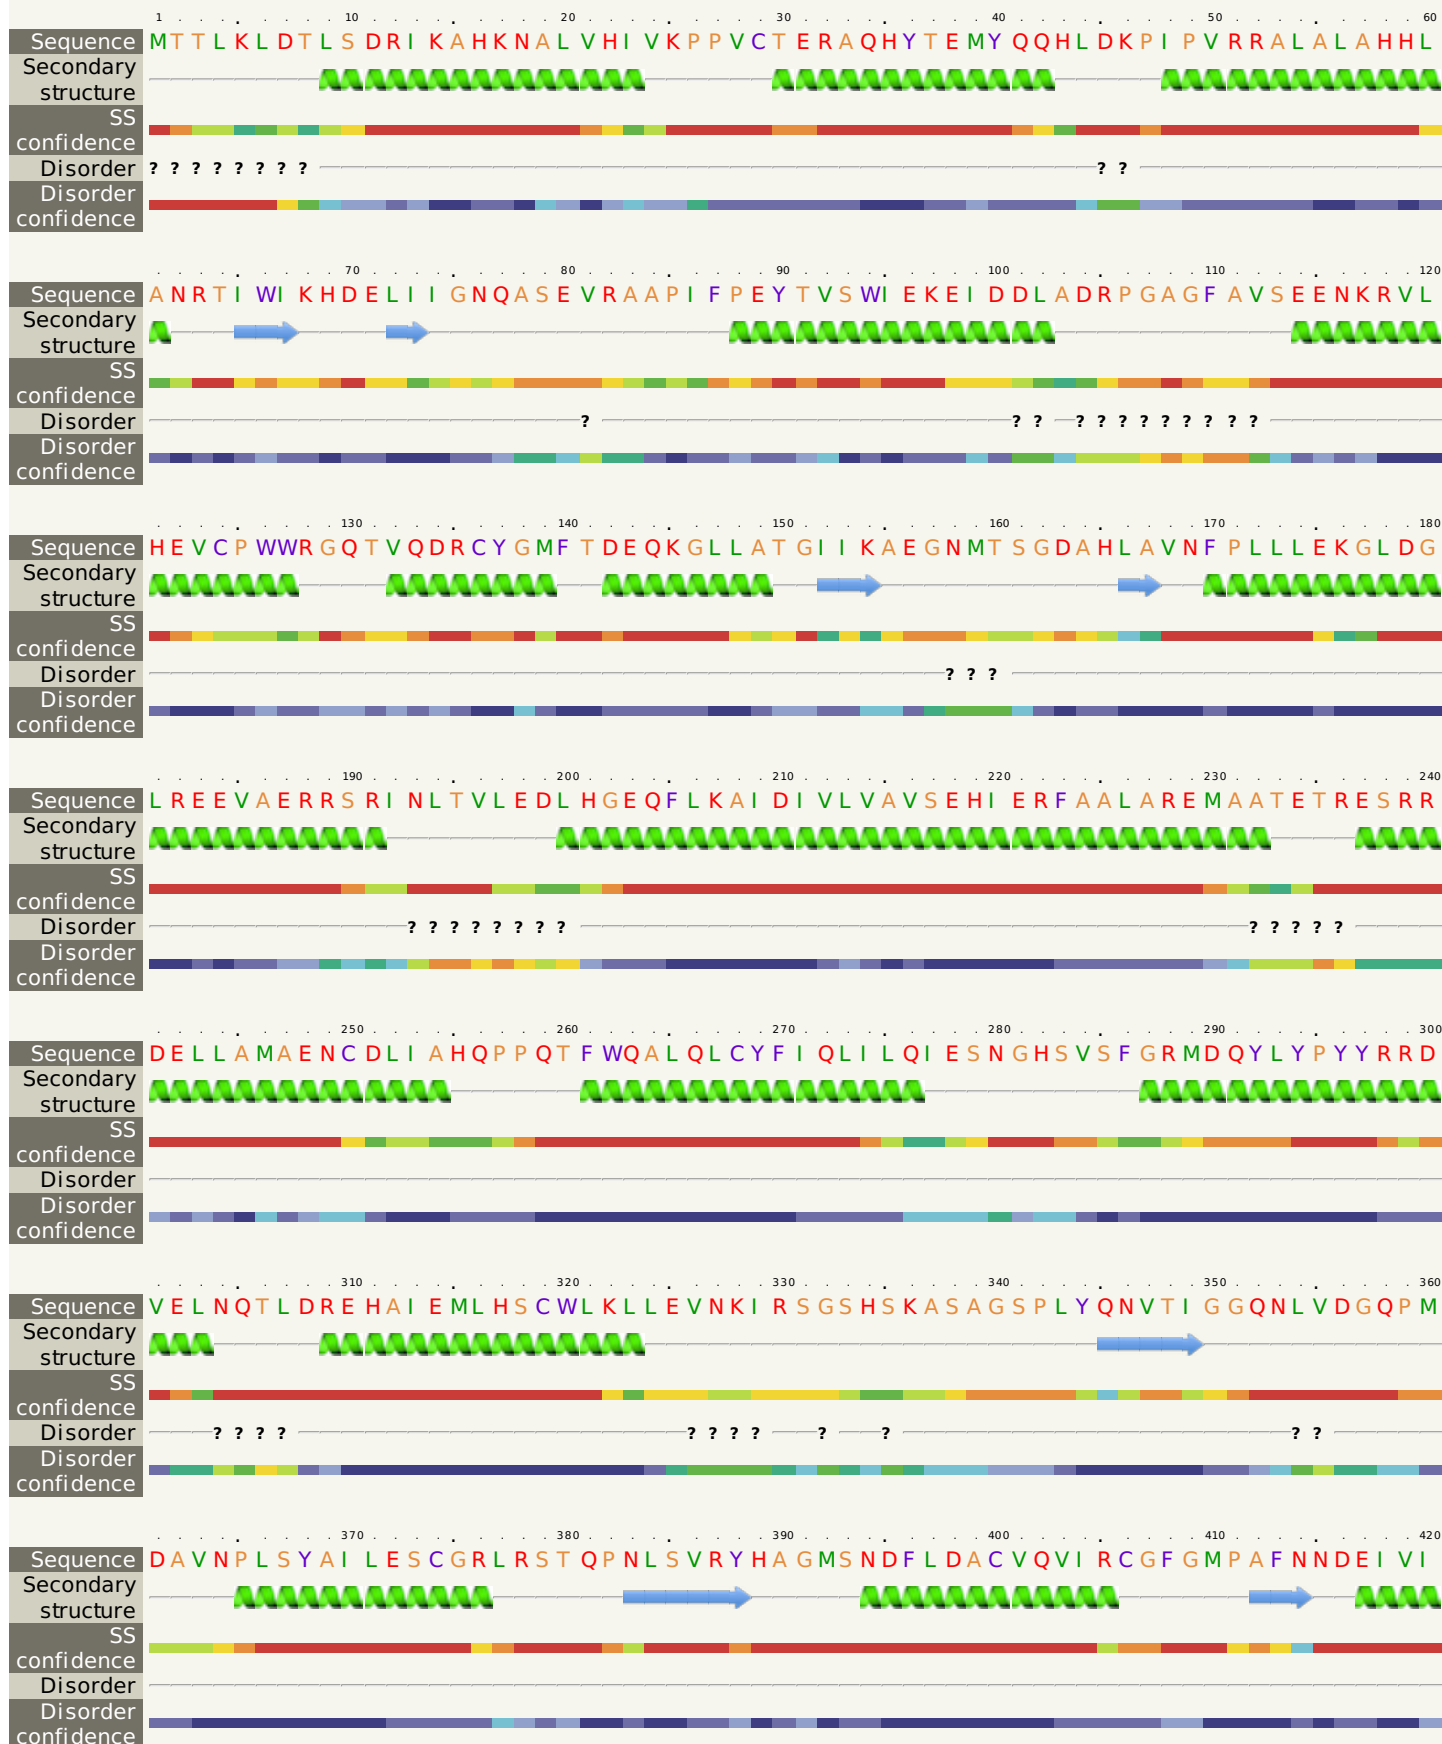 1 10 20 30 40 50 60
Sequence MTTLKLDTLSDRIKAHKNALVHIVKPPVCTERAQHYTEMYQQHLDKPIPVRRALALAHHL
Secondary
structure
SS
confidence
Disorder ? ? ? ? ? ? ? ? ? ?
Disorder
confidence
70 80 90 100 110 120
Sequence ANRTIWIKHDELIIGNQASEVRAAPIFPEYTVSWIEKEIDDLADRPGAGFAVSEENKRVL
Secondary
structure
SS
confidence
Disorder ? ? ? ? ? ? ? ? ? ? ? ?
Disorder
confidence
130 140 150 160 170 180
Sequence HEVCPWWRGQTVQDRCYGMFTDEQKGLLATGIIKAEGNMTSGDAHLAVNFPLLLEKGLDG
Secondary
structure
SS
confidence
Disorder ? ? ?
Disorder
confidence
190 200 210 220 230 240
Sequence LREEVAERRSRINLTVLEDLHGEQFLKAIDIVLVAVSEHIERFAALAREMAATETRESRR
Secondary
structure
SS
confidence
Disorder ? ? ? ? ? ? ? ? ? ? ? ? ?
Disorder
confidence
250 260 270 280 290 300
Sequence DELLAMAENCDLIAHQPPQTFWQALQLCYFIQLILQIESNGHSVSFGRMDQYLYPYYRRD
Secondary
structure
SS
confidence
Disorder
Disorder
confidence
310 320 330 340 350 360
Sequence VELNQTLDREHAIEMLHSCWLKLLEVNKIRSGSHSKASAGSPLYQNVTIGGQNLVDGQPM
Secondary
structure
SS
confidence
Disorder ? ? ? ? ? ? ? ? ? ? ? ?
Disorder
confidence
370 380 390 400 410 420
Sequence DAVNPLSYAILESCGRLRSTQPNLSVRYHAGMSNDFLDACVQVIRCGFGMPAFNNDEIVI
Secondary
structure
SS
confidence
Disorder
Disorder
confidence